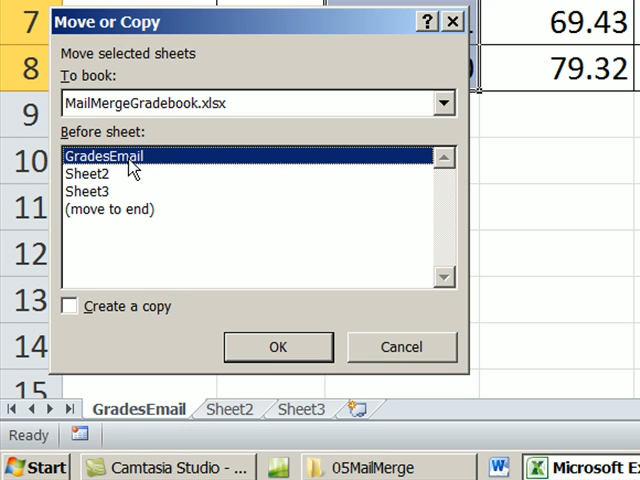 Move or Copy
Move selected sheets
To book:
MailMergeGradebook.xlsx
Before sheet:
GradesEmail
Sheet2
Sheet3
(move to end)
Create a copy
OK Cancel
7 69.43
8 79.32
9
10
11
12
13
14
15
GradesEmail Sheet2 Sheet3
Ready
Start Camtasia Studio - ... 05MailMerge Microsoft Ex